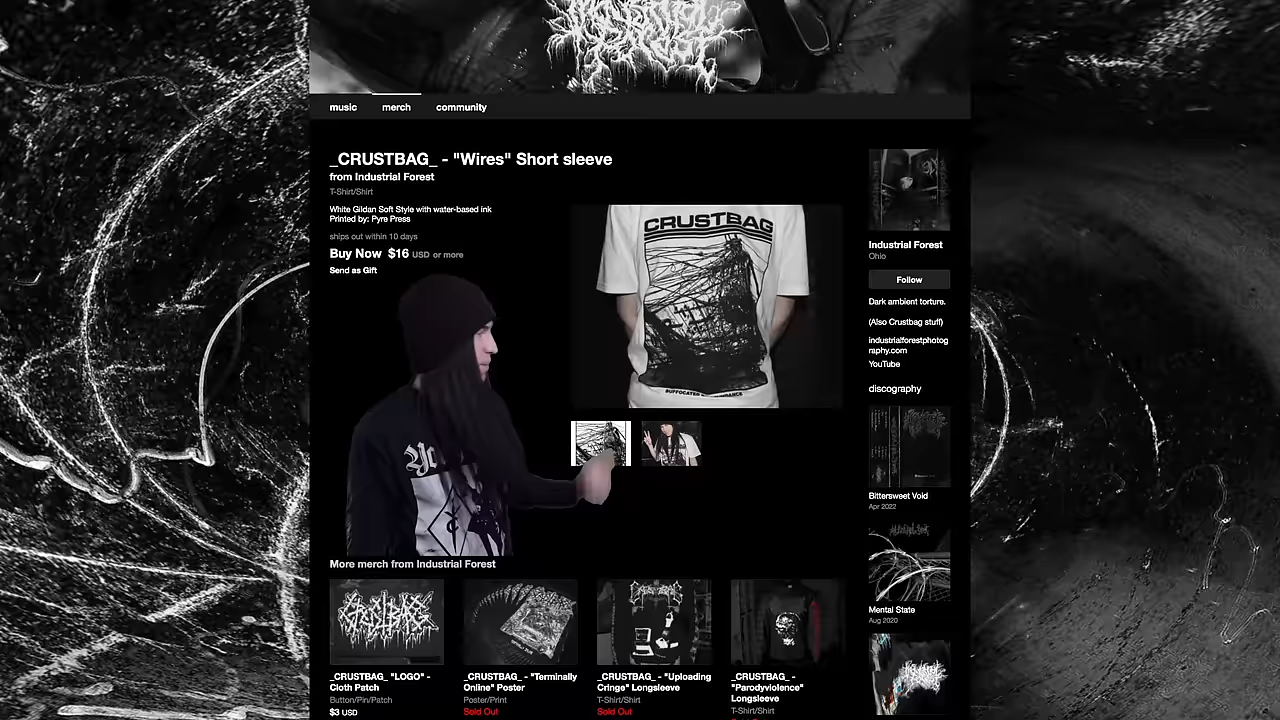 music merch community
_CRUSTBAG_ - "Wires" Short sleeve
from Industrial Forest
T-Shirt/Shirt
White Gildan Soft Style with water-based ink
Printed by: Pyre Press
ships out within 10 days
Buy Now $16 USD or more
Send as Gift
CRUSTBAG
Industrial Forest
Ohio
Follow
Dark ambient torture.
(Also Crustbag stuff)
industrialforestphotog
raphy.com
YouTube
discography
Bittersweet Void
Apr 2022
Mental State
Aug 2020
More merch from Industrial Forest
_CRUSTBAG_ "LOGO" -
Cloth Patch
Button/Pin/Patch
$3 USD
_CRUSTBAG_ - "Terminally
Online" Poster
Poster/Print
Sold Out
_CRUSTBAG_ - "Uploading
Cringe" Longsleeve
T-Shirt/Shirt
Sold Out
_CRUSTBAG_ -
"Parodyviolence"
Longsleeve
T-Shirt/Shirt